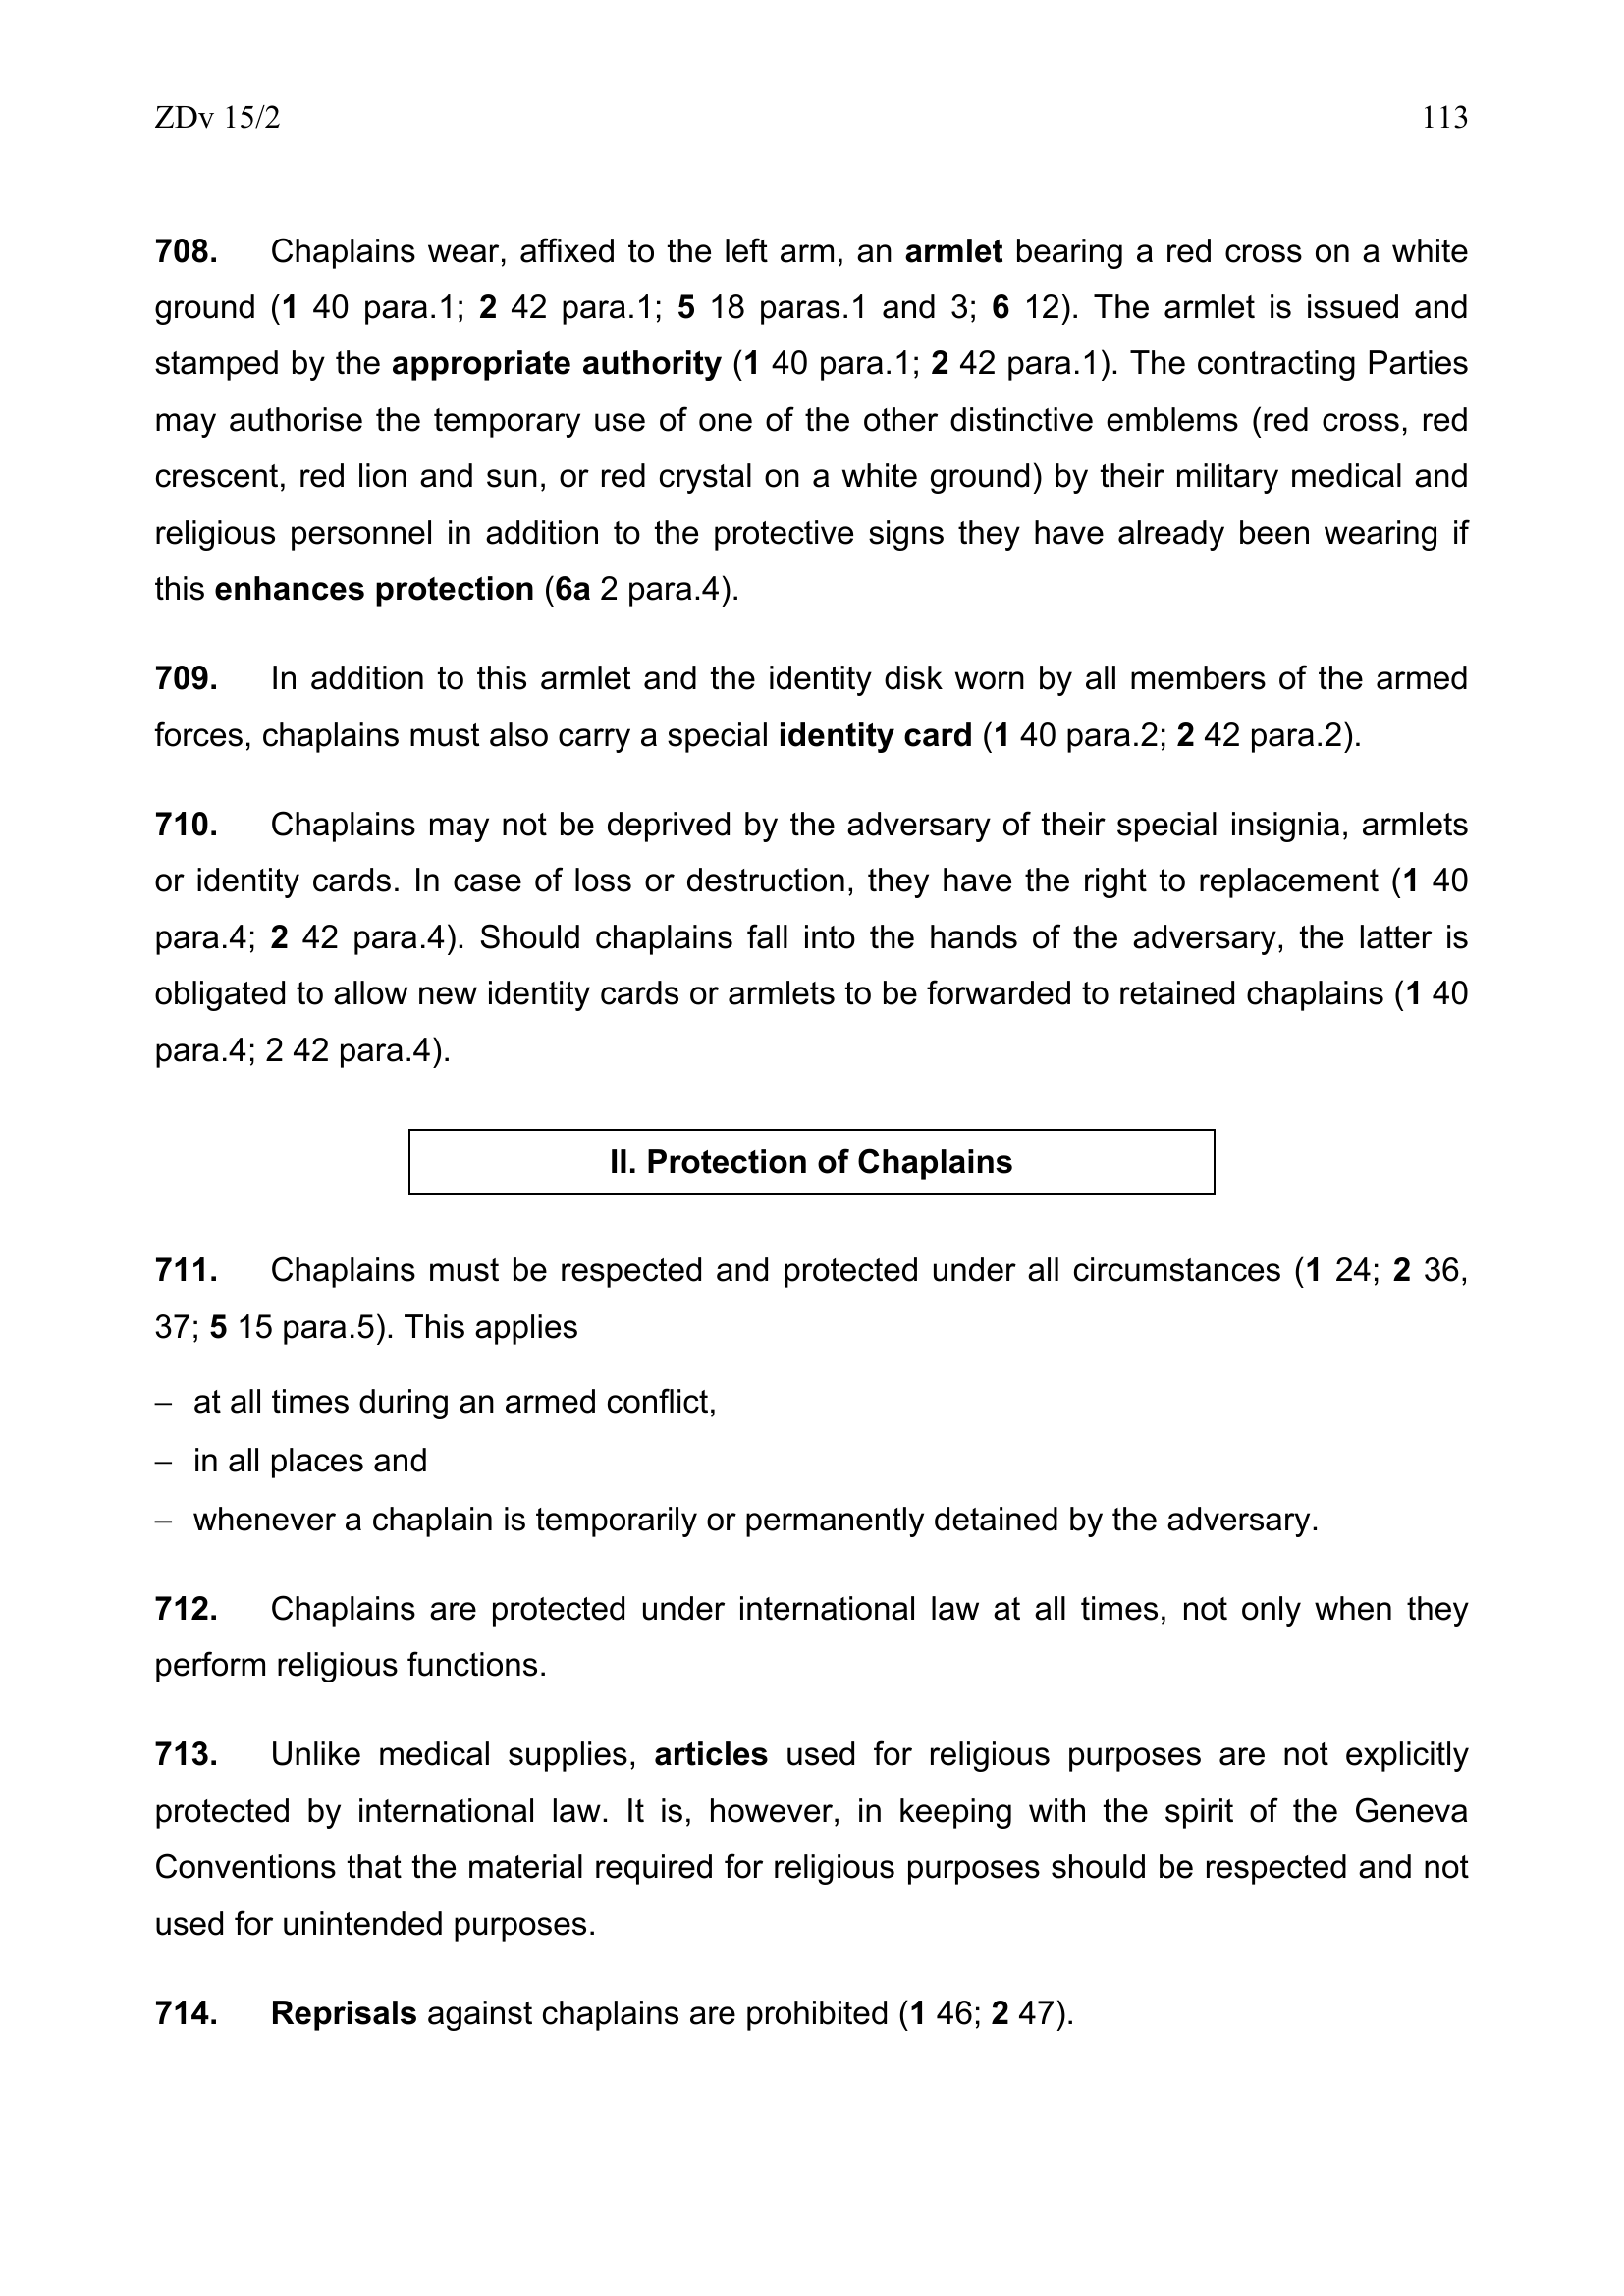 ZDv 15/2 113
708. Chaplains wear, affixed to the left arm, an armlet bearing a red cross on a white
ground (1 40 para.1; 2 42 para.1; 5 18 paras.1 and 3; 6 12). The armlet is issued and
stamped by the appropriate authority (1 40 para.1; 2 42 para.1). The contracting Parties
may authorise the temporary use of one of the other distinctive emblems (red cross, red
crescent, red lion and sun, or red crystal on a white ground) by their military medical and
religious personnel in addition to the protective signs they have already been wearing if
this enhances protection (6a 2 para.4).
709. In addition to this armlet and the identity disk worn by all members of the armed
forces, chaplains must also carry a special identity card (1 40 para.2; 2 42 para.2).
710. Chaplains may not be deprived by the adversary of their special insignia, armlets
or identity cards. In case of loss or destruction, they have the right to replacement (1 40
para.4; 2 42 para.4). Should chaplains fall into the hands of the adversary, the latter is
obligated to allow new identity cards or armlets to be forwarded to retained chaplains (1 40
para.4; 2 42 para.4).
II. Protection of Chaplains
711. Chaplains must be respected and protected under all circumstances (1 24; 2 36,
37; 5 15 para.5). This applies
– at all times during an armed conflict,
– in all places and
– whenever a chaplain is temporarily or permanently detained by the adversary.
712. Chaplains are protected under international law at all times, not only when they
perform religious functions.
713. Unlike medical supplies, articles used for religious purposes are not explicitly
protected by international law. It is, however, in keeping with the spirit of the Geneva
Conventions that the material required for religious purposes should be respected and not
used for unintended purposes.
714. Reprisals against chaplains are prohibited (1 46; 2 47).